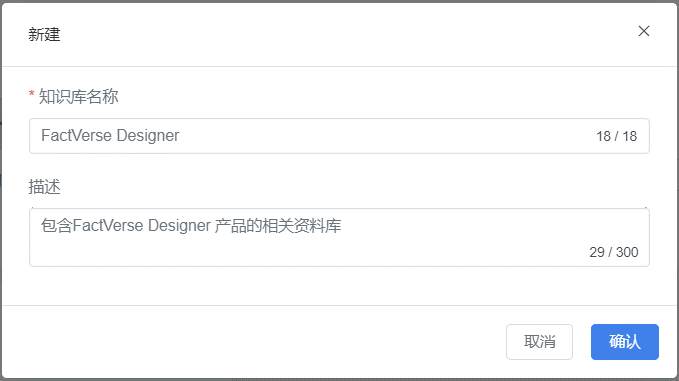 新建
* 知识库名称
FactVerse Designer 18 / 18
描述
包含FactVerse Designer 产品的相关资料库
29 / 300
取消 确认